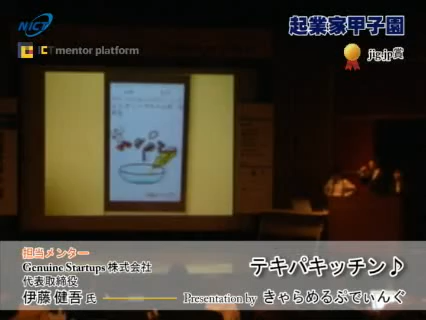 NICT
起業家甲子園
ICT mentor platform
jig.jp賞
担当メンター
Genuine Startups 株式会社
代表取締役
伊藤 健吾 氏
テキパキッチン♪
Presentation by きゃらめるぷでぃんぐ